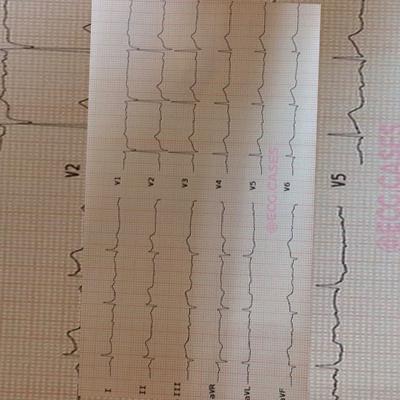 V1
V2
V3
V4
V5
V6
I
II
III
aVR
aVL
aVF
@ECG.CASES
V2
V5
@ECG.CASES